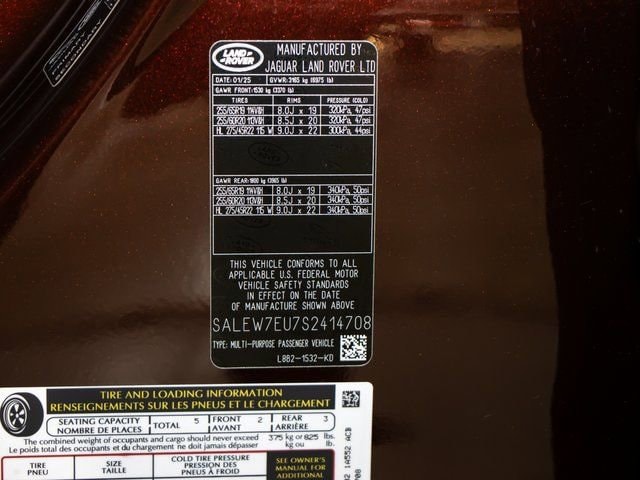 LAND ROVER
MANUFACTURED BY
JAGUAR LAND ROVER LTD
DATE: 01/25 GVWR: 3165 kg (6975 lb)
GAWR FRONT: 1530 kg (3370 lb)
TIRES RIMS PRESSURE (COLD)
255/65R19 114V/H 8.0J x 19 320kPa, 47psi
255/60R20 113V/H 8.5J x 20 320kPa, 47psi
HL 275/45R22 115 W 9.0J x 22 300kPa, 44psi
GAWR REAR: 1800 kg (3965 lb)
255/65R19 114V/H 8.0J x 19 340kPa, 50psi
255/60R20 113V/H 8.5J x 20 340kPa, 50psi
HL 275/45R22 115 W 9.0J x 22 340kPa, 50psi
THIS VEHICLE CONFORMS TO ALL
APPLICABLE U.S. FEDERAL MOTOR
VEHICLE SAFETY STANDARDS
IN EFFECT ON THE DATE
OF MANUFACTURE SHOWN ABOVE
SALEW7EU7S2414708
TYPE: MULTI-PURPOSE PASSENGER VEHICLE
L8B2-1532-KD
TIRE AND LOADING INFORMATION
RENSEIGNEMENTS SUR LES PNEUS ET LE CHARGEMENT
SEATING CAPACITY TOTAL 5 FRONT 2 REAR 3
NOMBRE DE PLACES AVANT ARRIÈRE
The combined weight of occupants and cargo should never exceed 375 kg or 825 lbs.
Le poids total des occupants et du chargement ne doit jamais dépasser kg ou lb.
TIRE SIZE COLD TIRE PRESSURE SEE OWNER'S
PNEU TAILLE PRESSION DES MANUAL FOR
PNEUS À FROID ADDITIONAL